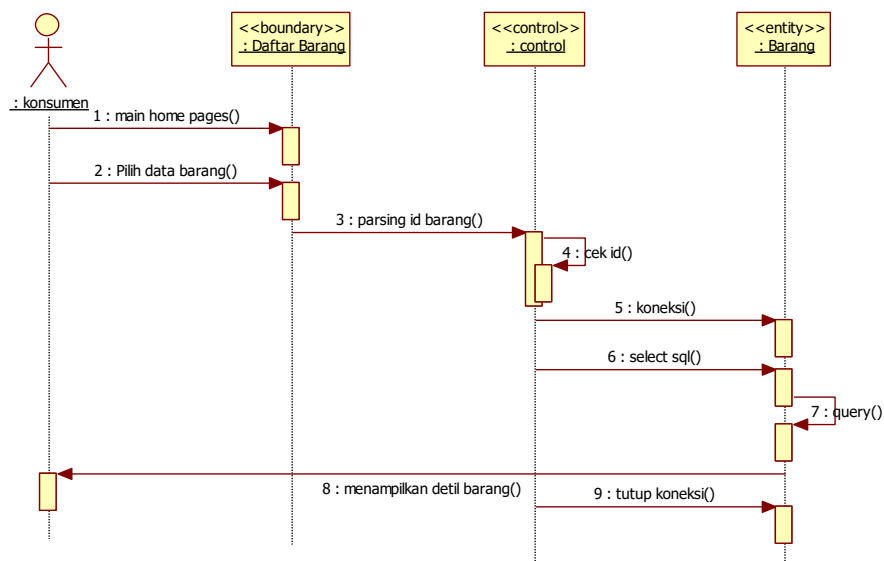 <<boundary>>
: Daftar Barang
<<control>>
: control
<<entity>>
: Barang
: konsumen
1 : main home pages()
2 : Pilih data barang()
3 : parsing id barang()
4 : cek id()
5 : koneksi()
6 : select sql()
7 : query()
8 : menampilkan detil barang()
9 : tutup koneksi()